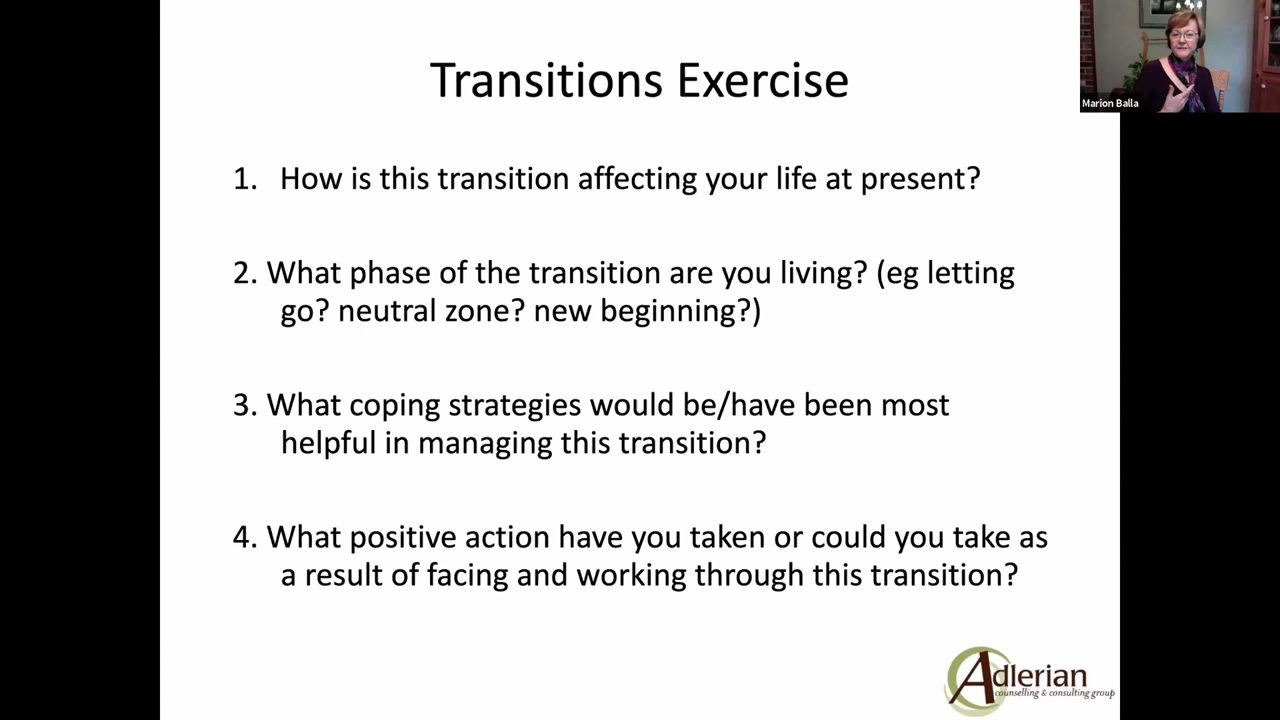 Transitions Exercise
Marion Balla
1. How is this transition affecting your life at present?
2. What phase of the transition are you living? (eg letting
go? neutral zone? new beginning?)
3. What coping strategies would be/have been most
helpful in managing this transition?
4. What positive action have you taken or could you take as
a result of facing and working through this transition?
Adlerian
counselling & consulting group